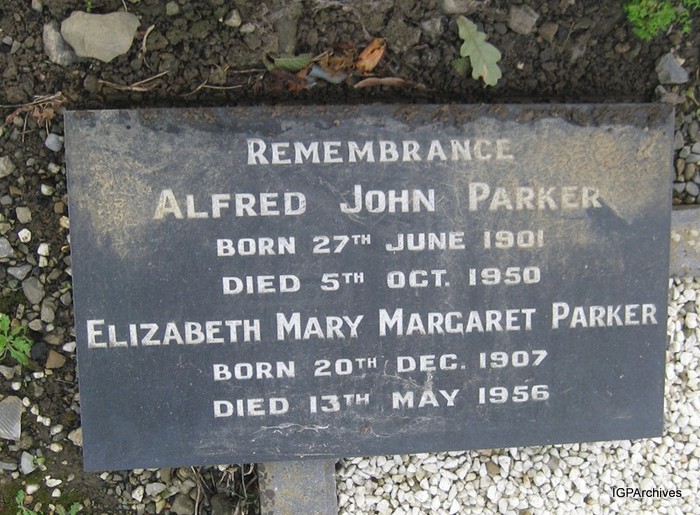 REMEMBRANCE
ALFRED JOHN PARKER
BORN 27TH JUNE 1901
DIED 5TH OCT. 1950
ELIZABETH MARY MARGARET PARKER
BORN 20TH DEC. 1907
DIED 13TH MAY 1956
IGPArchives